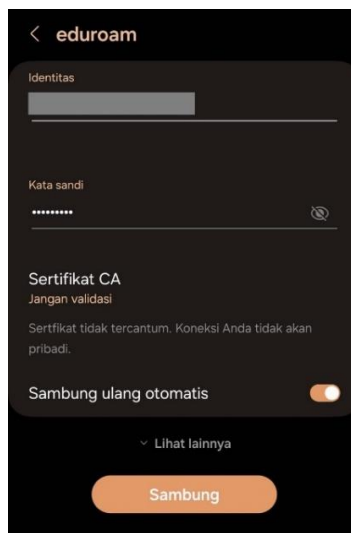 eduroam
Identitas
Kata sandi
•••••••••
Sertifikat CA
Jangan validasi
Sertfikat tidak tercantum. Koneksi Anda tidak akan
pribadi.
Sambung ulang otomatis
Lihat lainnya
Sambung